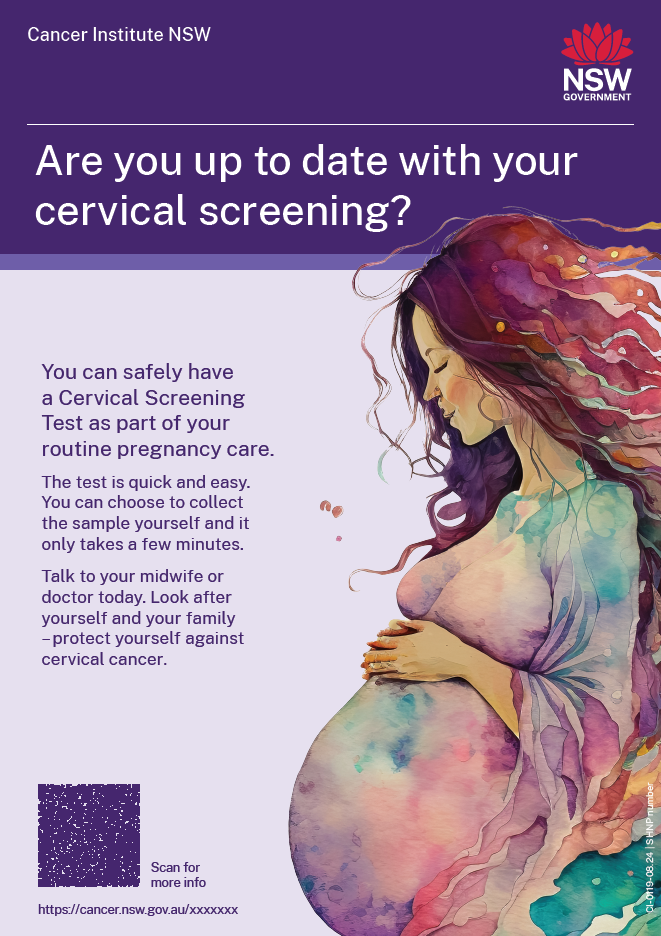 Cancer Institute NSW
NSW
GOVERNMENT
Are you up to date with your
cervical screening?
You can safely have
a Cervical Screening
Test as part of your
routine pregnancy care.
The test is quick and easy.
You can choose to collect
the sample yourself and it
only takes a few minutes.
Talk to your midwife or
doctor today. Look after
yourself and your family
– protect yourself against
cervical cancer.
Scan for
more info
https://cancer.nsw.gov.au/xxxxxxx
CI-0119-08.24 | SHNP number